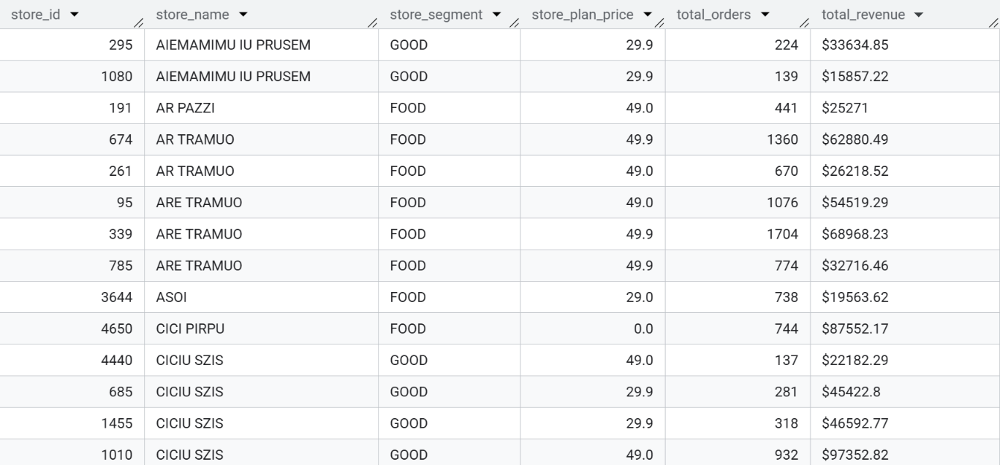 store_id store_name store_segment store_plan_price total_orders total_revenue
295 AIEMAMIMU IU PRUSEM GOOD 29.9 224 $33634.85
1080 AIEMAMIMU IU PRUSEM GOOD 29.9 139 $15857.22
191 AR PAZZI FOOD 49.0 441 $25271
674 AR TRAMUO FOOD 49.9 1360 $62880.49
261 AR TRAMUO FOOD 49.0 670 $26218.52
95 ARE TRAMUO FOOD 49.0 1076 $54519.29
339 ARE TRAMUO FOOD 49.9 1704 $68968.23
785 ARE TRAMUO FOOD 49.9 774 $32716.46
3644 ASOI FOOD 29.0 738 $19563.62
4650 CICI PIRPU FOOD 0.0 744 $87552.17
4440 CICIU SZIS GOOD 49.0 137 $22182.29
685 CICIU SZIS GOOD 29.9 281 $45422.8
1455 CICIU SZIS GOOD 29.9 318 $46592.77
1010 CICIU SZIS GOOD 49.0 932 $97352.82